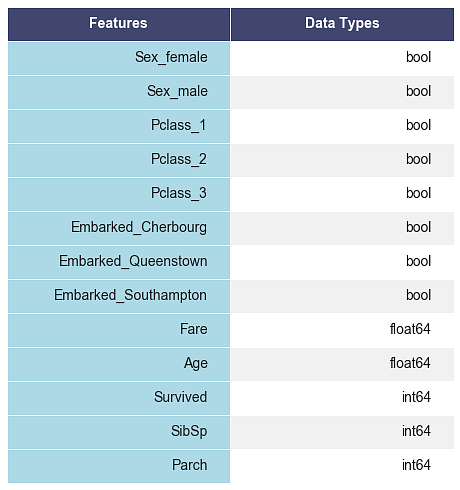 Features Data Types
Sex_female bool
Sex_male bool
Pclass_1 bool
Pclass_2 bool
Pclass_3 bool
Embarked_Cherbourg bool
Embarked_Queenstown bool
Embarked_Southampton bool
Fare float64
Age float64
Survived int64
SibSp int64
Parch int64